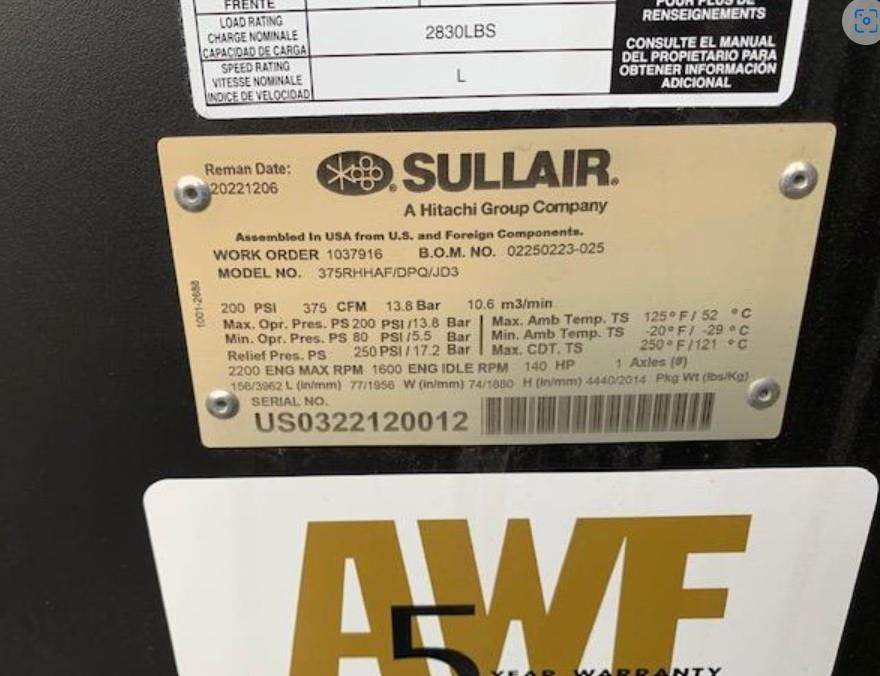 FRENTE
LOAD RATING
CHARGE NOMINALE
CAPACIDAD DE CARGA
2830LBS
SPEED RATING
VITESSE NOMINALE
INDICE DE VELOCIDAD
L
POUR PLUS DE
RENSEIGNEMENTS
CONSULTE EL MANUAL
DEL PROPIETARIO PARA
OBTENER INFORMACIÓN
ADICIONAL
Reman Date:
20221206
SULLAIR®
A Hitachi Group Company
Assembled In USA from U.S. and Foreign Components.
WORK ORDER 1037916 B.O.M. NO. 02250223-025
MODEL NO. 375RHHAF/DPQ/JD3
1001-2688
200 PSI 375 CFM 13.8 Bar 10.6 m3/min
Max. Opr. Pres. PS 200 PSI/13.8 Bar Max. Amb Temp. TS 125°F/ 52 °C
Min. Opr. Pres. PS 80 PSI/5.5 Bar Min. Amb Temp. TS -20°F/ -29 °C
Relief Pres. PS 250 PSI/17.2 Bar Max. CDT. TS 250°F/121 °C
2200 ENG MAX RPM 1600 ENG IDLE RPM 140 HP 1 Axles (#)
156/3962 L (in/mm) 77/1956 W (in/mm) 74/1880 H (in/mm) 4440/2014 Pkg Wt (lbs/Kg)
SERIAL NO.
US0322120012
AWF
5
YEAR WARRANTY